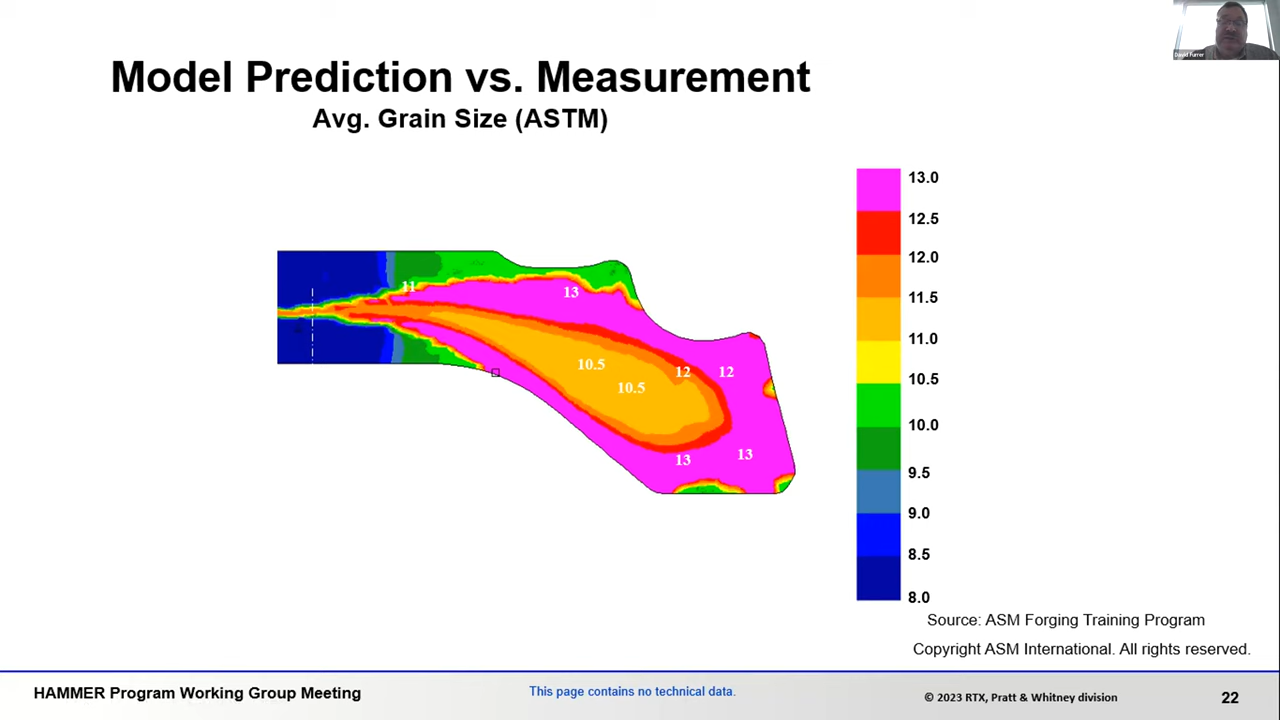 David Furrer
Model Prediction vs. Measurement
Avg. Grain Size (ASTM)
13.0
12.5
12.0
11.5
11.0
10.5
10.0
9.5
9.0
8.5
8.0
11
13
10.5
12
12
10.5
13
13
Source: ASM Forging Training Program
Copyright ASM International. All rights reserved.
HAMMER Program Working Group Meeting
This page contains no technical data.
© 2023 RTX, Pratt & Whitney division
22